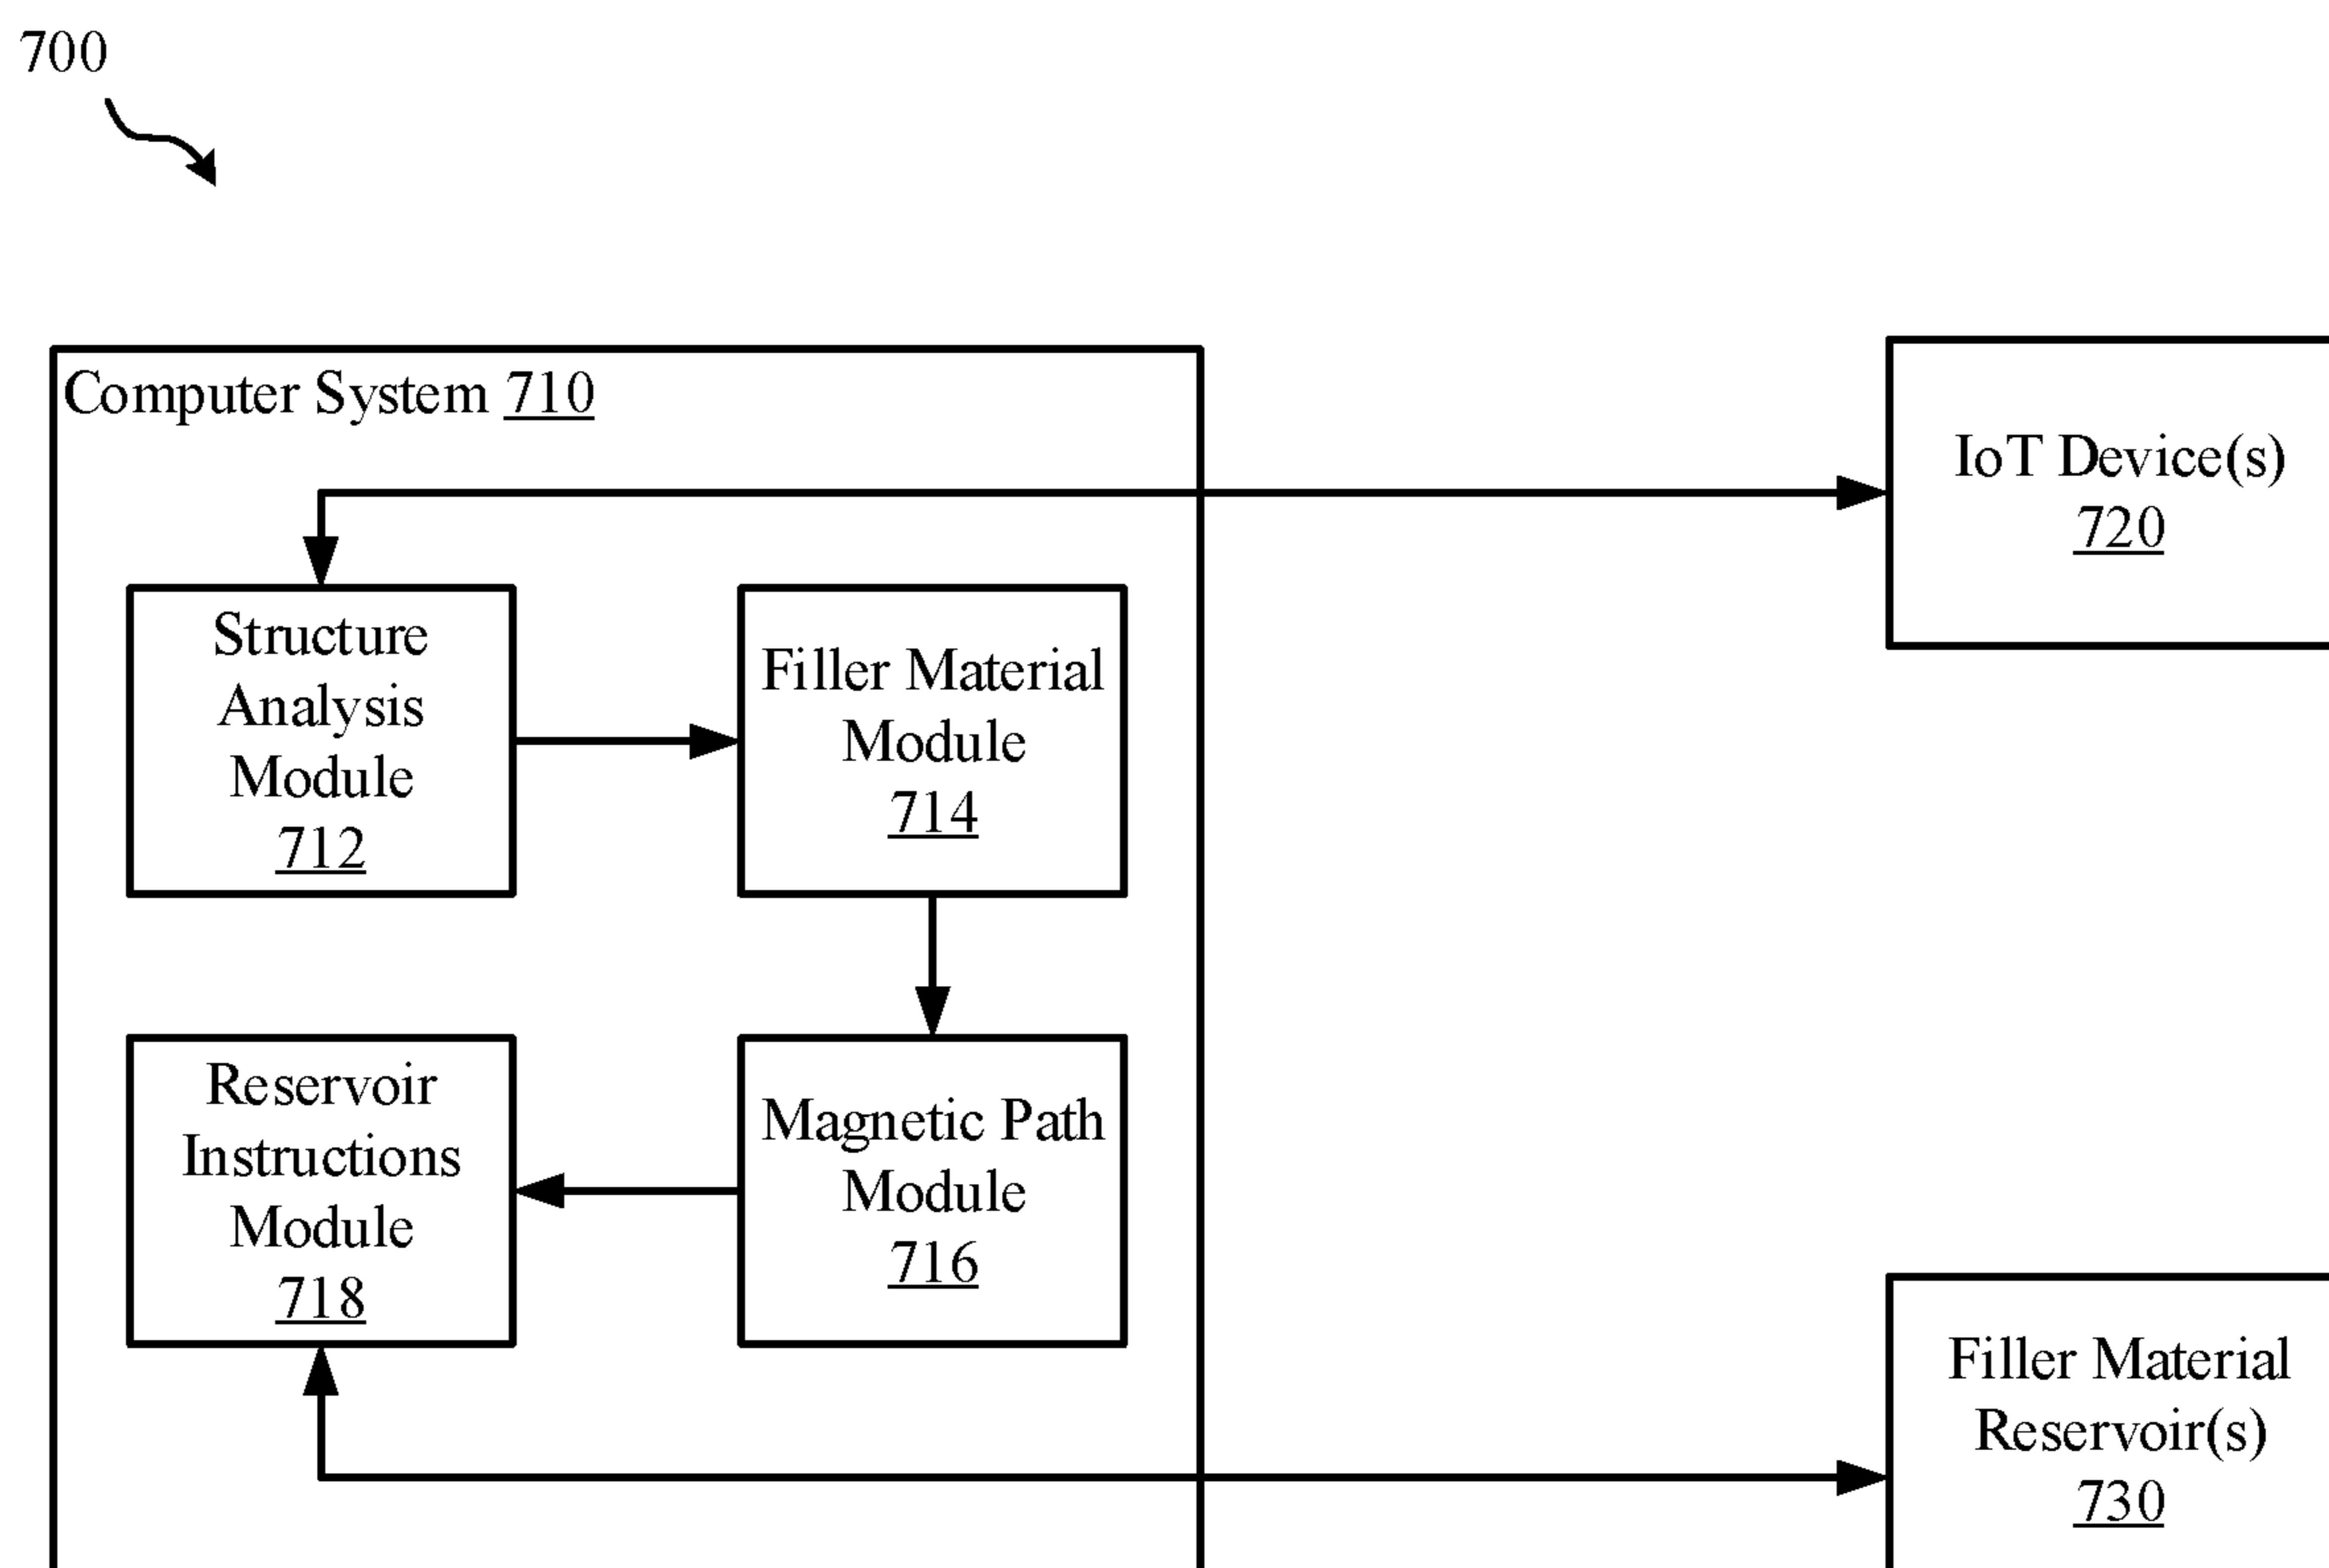 700
Computer System 710
IoT Device(s)
720
Structure
Analysis
Module
712
Filler Material
Module
714
Reservoir
Instructions
Module
718
Magnetic Path
Module
716
Filler Material
Reservoir(s)
730